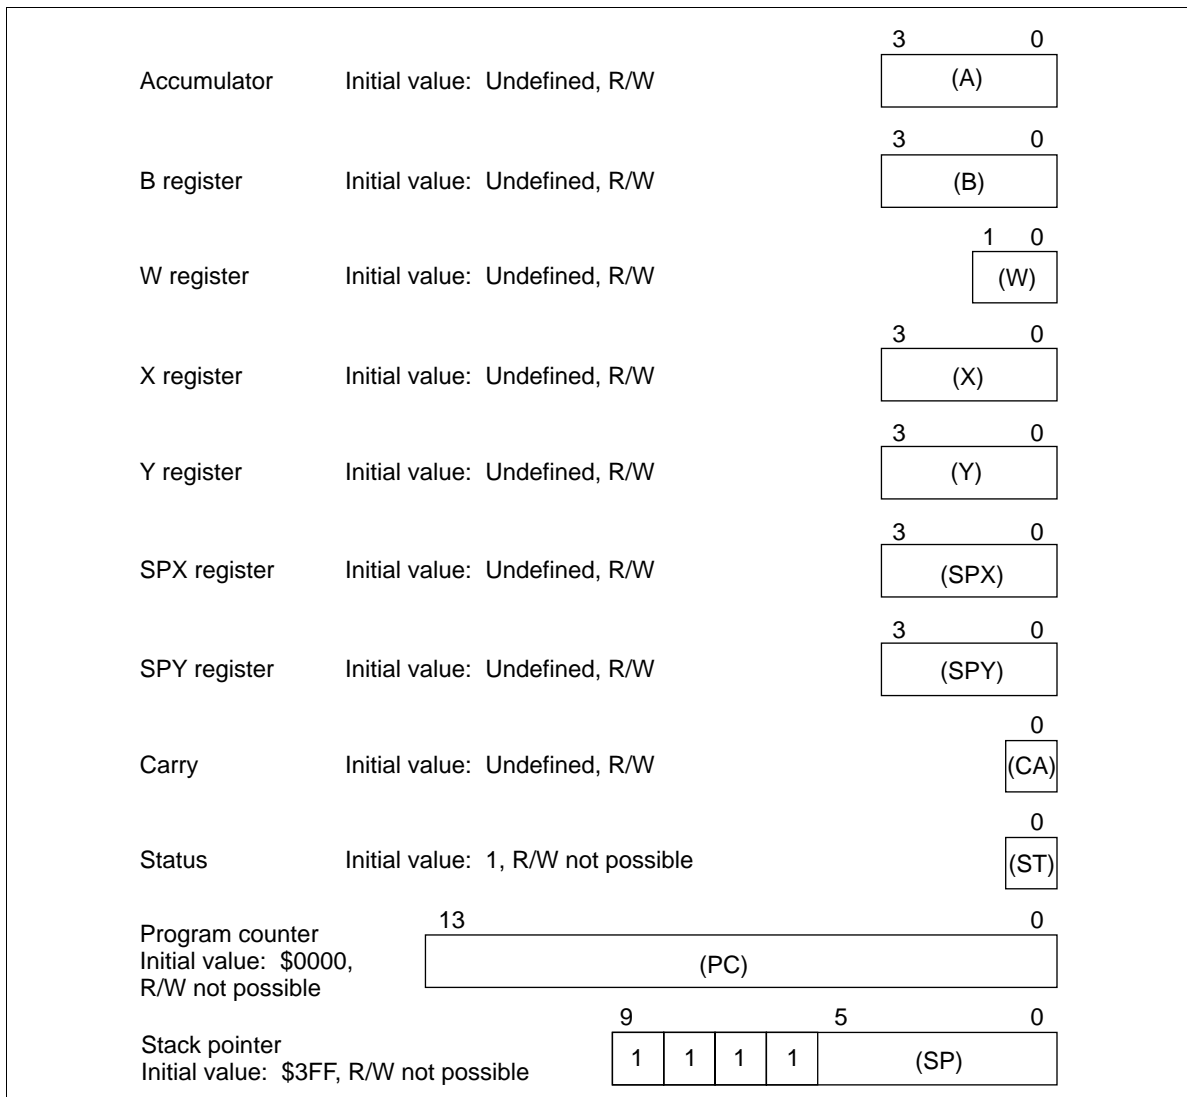 3 0
Accumulator Initial value: Undefined, R/W (A)
3 0
B register Initial value: Undefined, R/W (B)
1 0
W register Initial value: Undefined, R/W (W)
3 0
X register Initial value: Undefined, R/W (X)
3 0
Y register Initial value: Undefined, R/W (Y)
3 0
SPX register Initial value: Undefined, R/W (SPX)
3 0
SPY register Initial value: Undefined, R/W (SPY)
0
Carry Initial value: Undefined, R/W (CA)
0
Status Initial value: 1, R/W not possible (ST)
13 0
Program counter
Initial value: $0000, (PC)
R/W not possible
9 5 0
Stack pointer
1 1 1 1 (SP)
Initial value: $3FF, R/W not possible